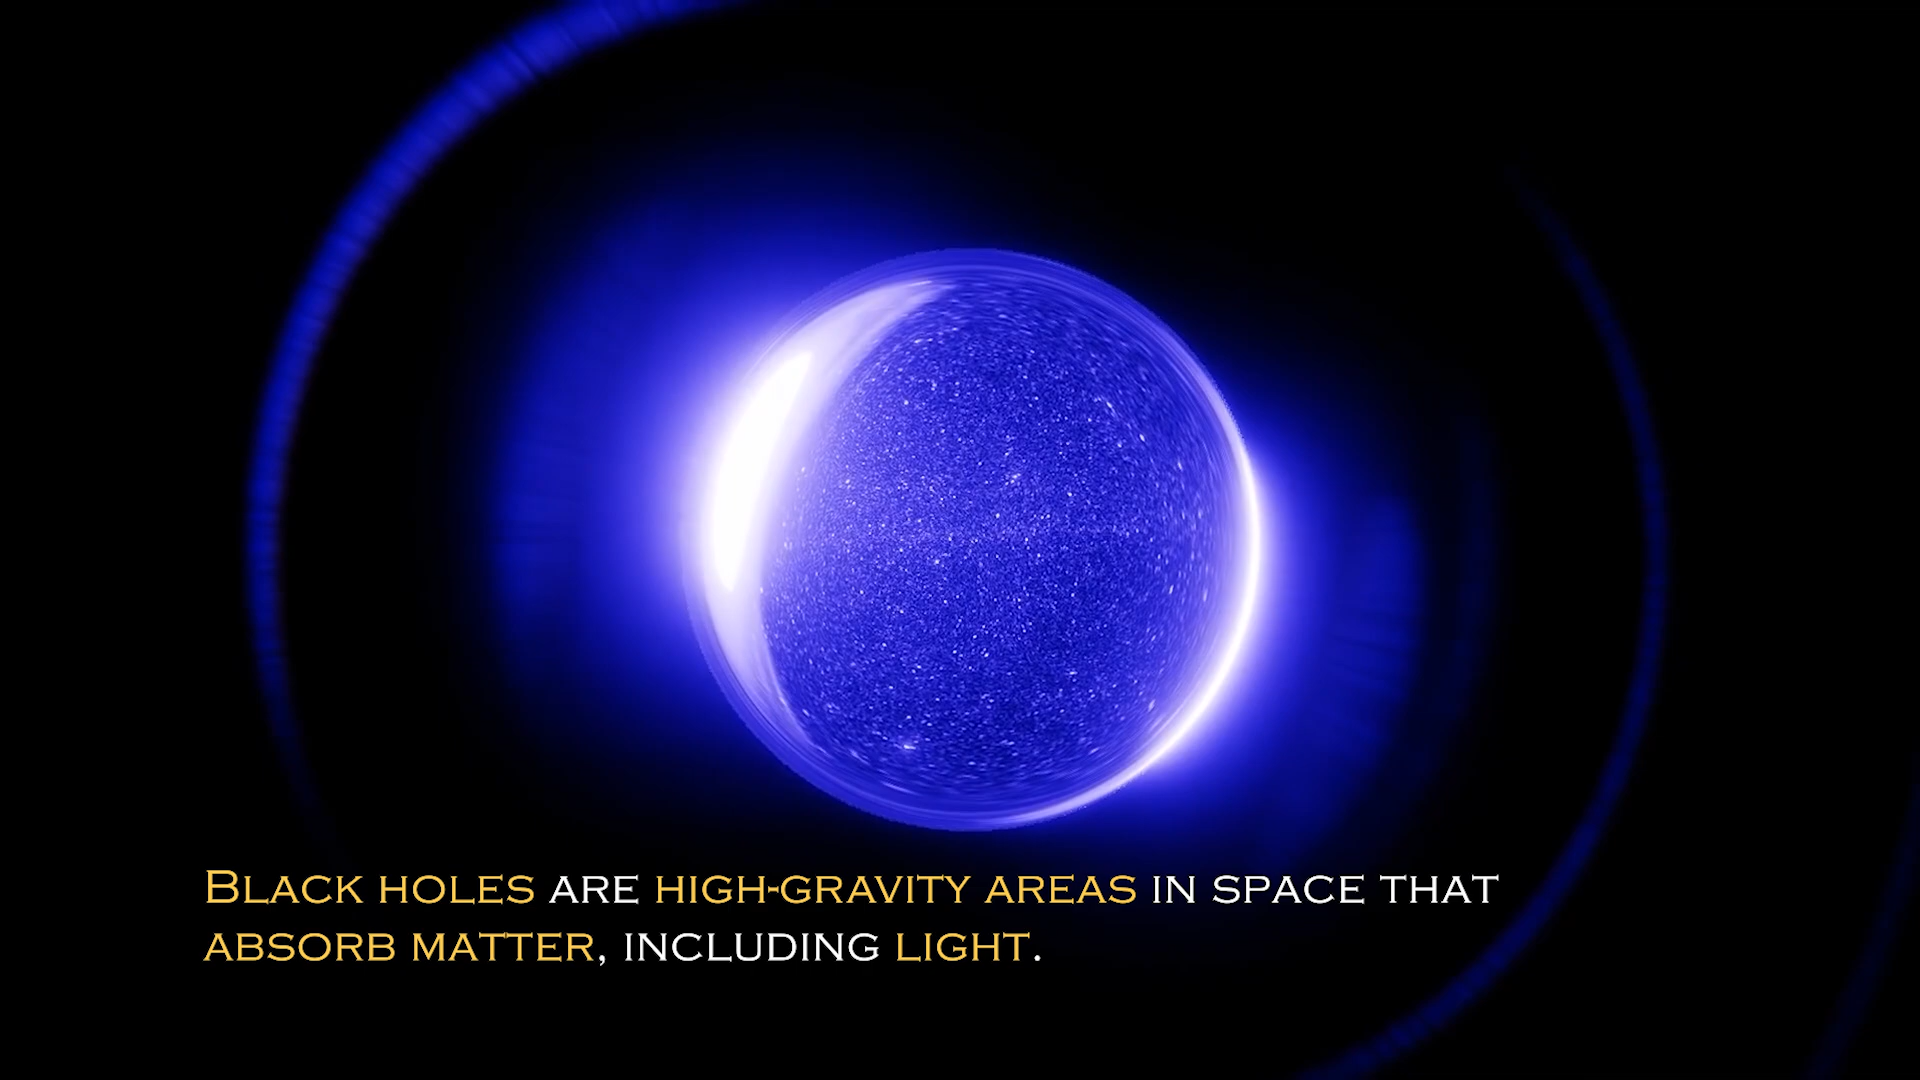 Black holes are high-gravity areas in space that
absorb matter, including light.